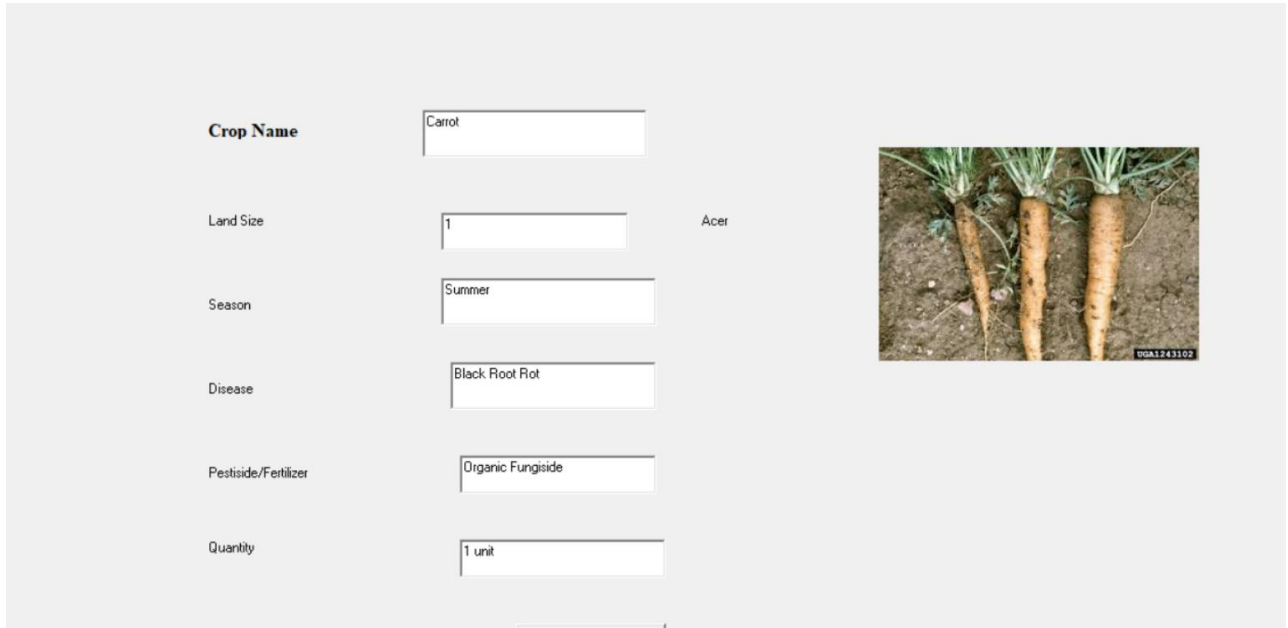 Crop Name
Carrot
Land Size
1
Acer
Season
Summer
Disease
Black Root Rot
Pestiside/Fertilizer
Organic Fungiside
Quantity
1 unit
UGA1243102